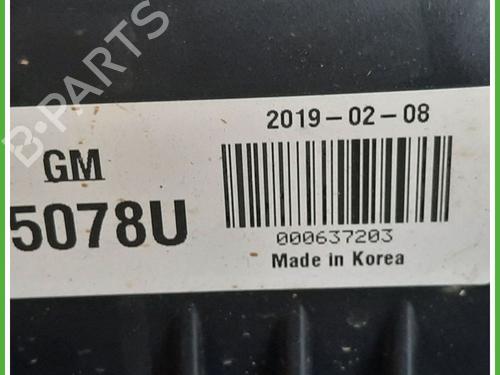 B-PARTS
GM
5078U
2019-02-08
000637203
Made in Korea